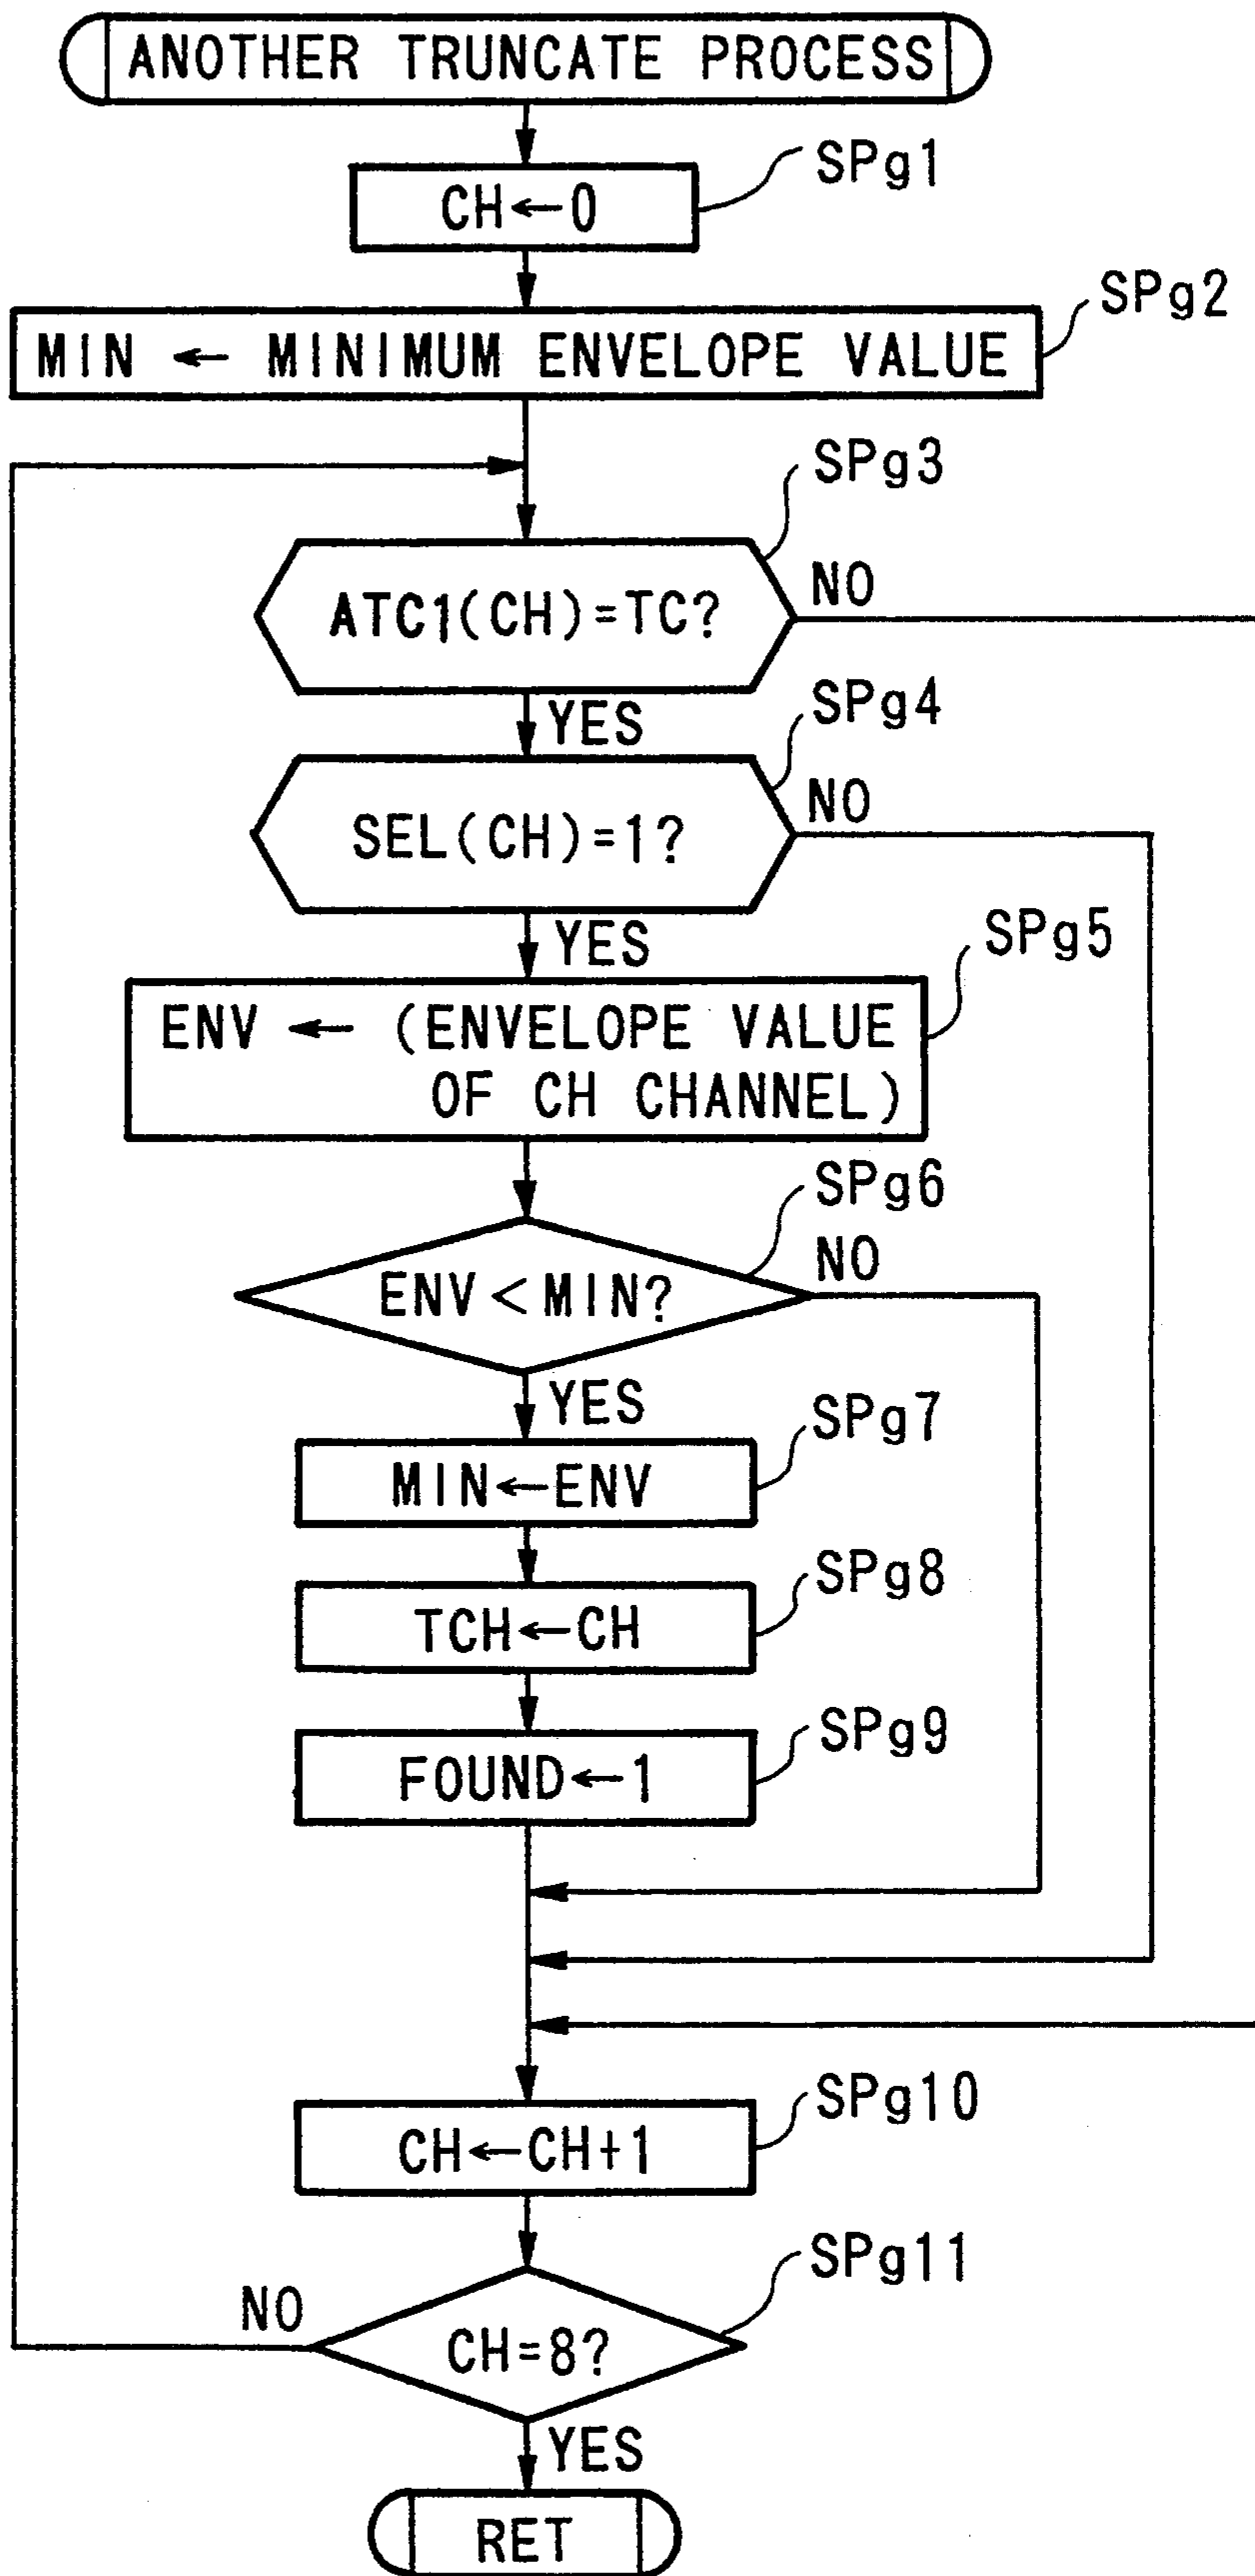 ANOTHER TRUNCATE PROCESS
SPg1
CH←0
SPg2
MIN ← MINIMUM ENVELOPE VALUE
SPg3
ATC1(CH)=TC?
NO
YES
SPg4
SEL(CH)=1?
NO
YES
SPg5
ENV ← (ENVELOPE VALUE
OF CH CHANNEL)
SPg6
ENV<MIN?
NO
YES
SPg7
MIN←ENV
SPg8
TCH←CH
SPg9
FOUND←1
SPg10
CH←CH+1
SPg11
NO
CH=8?
YES
RET